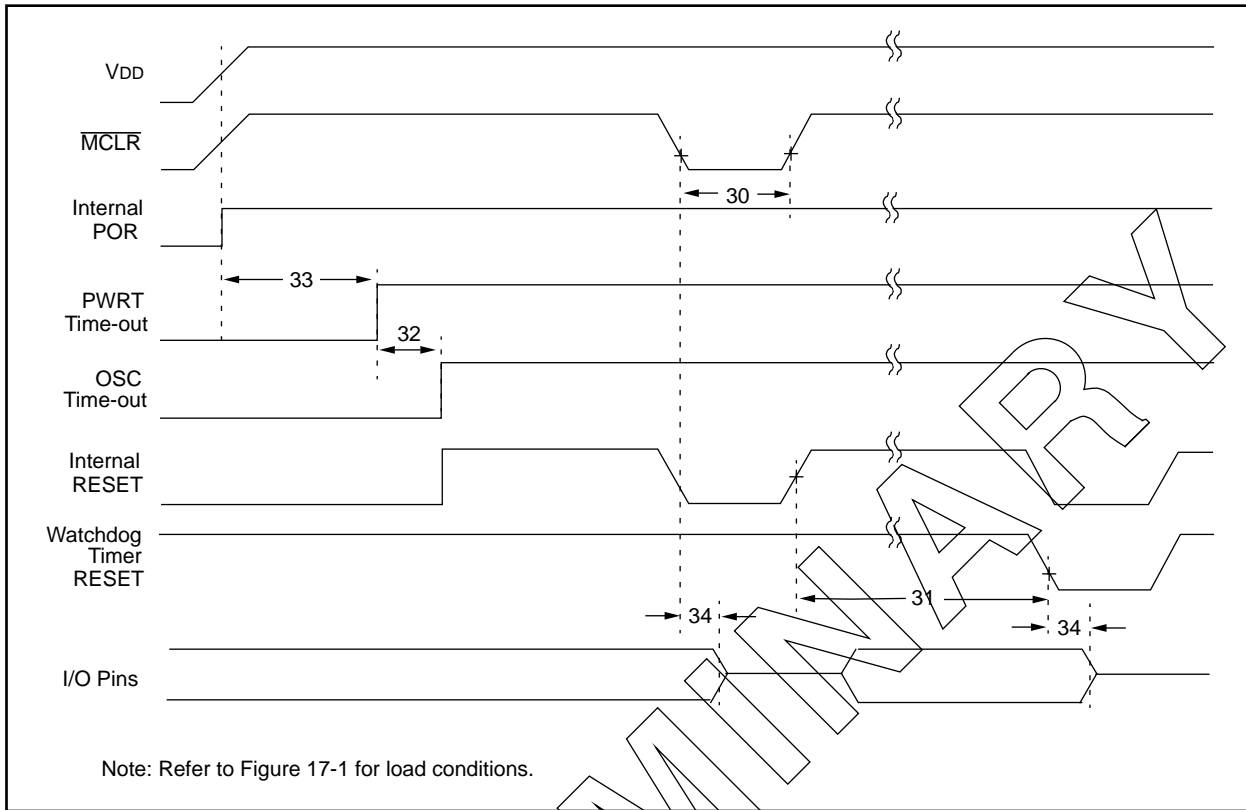 VDD
MCLR
30
Internal
POR
33
PWRT
Time-out
32
OSC
Time-out
Internal
RESET
Watchdog
Timer
RESET
31
34
34
I/O Pins
Note: Refer to Figure 17-1 for load conditions.
MINARY